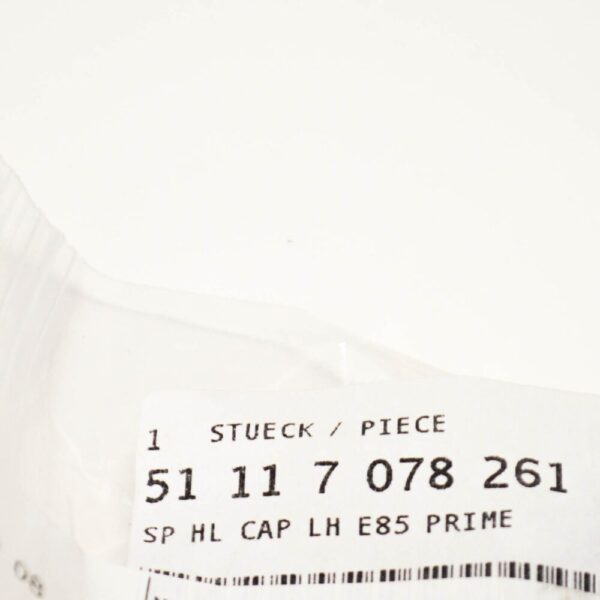 1 STUECK / PIECE
51 11 7 078 261
SP HL CAP LH E85 PRIME